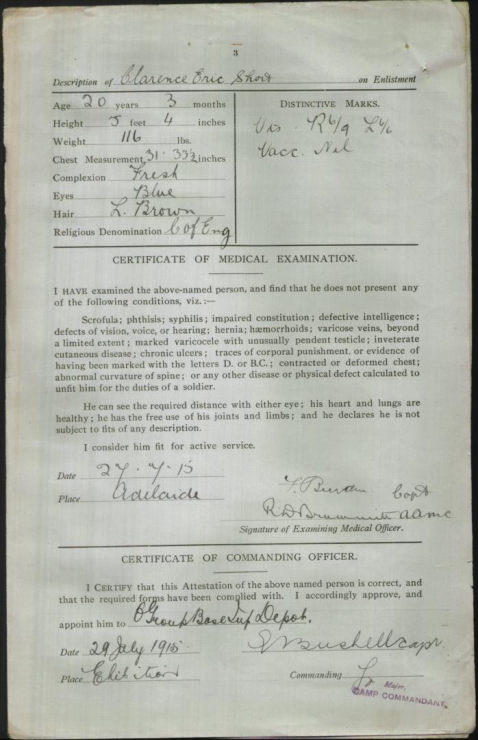 3
Description of Clarence Eric Short on Enlistment
Age 20 years 3 months
Height 5 feet 4 inches
Weight 116 lbs.
Chest Measurement 31-33½ inches
Complexion Fresh
Eyes Blue
Hair L. Brown
Religious Denomination C of Eng
DISTINCTIVE MARKS.
Vis. R 6/9 L 6/6
Vacc. Nil
CERTIFICATE OF MEDICAL EXAMINATION.
I HAVE examined the above-named person, and find that he does not present any
of the following conditions, viz.:—
Scrofula; phthisis; syphilis; impaired constitution; defective intelligence;
defects of vision, voice, or hearing; hernia; hæmorrhoids; varicose veins, beyond
a limited extent; marked varicocele with unusually pendent testicle; inveterate
cutaneous disease; chronic ulcers; traces of corporal punishment, or evidence of
having been marked with the letters D. or B.C.; contracted or deformed chest;
abnormal curvature of spine; or any other disease or physical defect calculated to
unfit him for the duties of a soldier.
He can see the required distance with either eye; his heart and lungs are
healthy; he has the free use of his joints and limbs; and he declares he is not
subject to fits of any description.
I consider him fit for active service.
Date 27-7-15
Place Adelaide
Capt
AAMC
Signature of Examining Medical Officer.
CERTIFICATE OF COMMANDING OFFICER.
I CERTIFY that this Attestation of the above named person is correct, and
that the required forms have been complied with. I accordingly approve, and
appoint him to Group Base Inf Depot.
Date 29 July 1915
Bushell Capt.
Place Exhibition
Commanding for Major,
CAMP COMMANDANT.